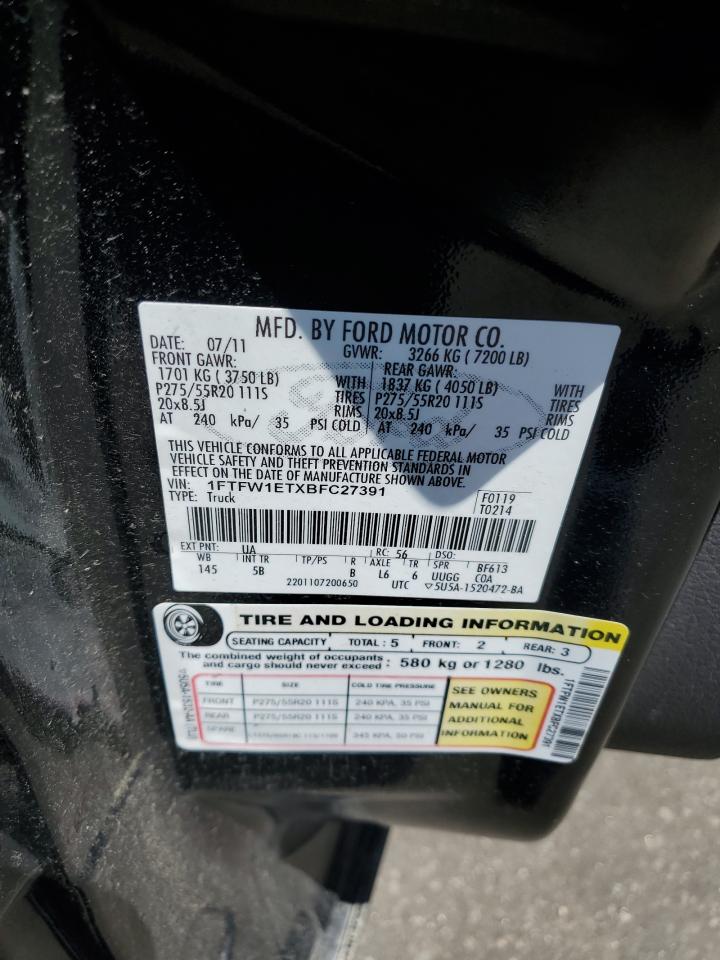 MFD. BY FORD MOTOR CO.
DATE: 07/11 GVWR: 3266 KG ( 7200 LB)
FRONT GAWR: REAR GAWR:
1701 KG ( 3750 LB) WITH 1837 KG ( 4050 LB) WITH
P275/55R20 111S TIRES P275/55R20 111S TIRES
20x8.5J RIMS 20x8.5J RIMS
AT 240 kPa/ 35 PSI COLD AT 240 kPa/ 35 PSI COLD
THIS VEHICLE CONFORMS TO ALL APPLICABLE FEDERAL MOTOR
VEHICLE SAFETY AND THEFT PREVENTION STANDARDS IN
EFFECT ON THE DATE OF MANUFACTURE SHOWN ABOVE.
VIN: 1FTFW1ETXBFC27391
TYPE: Truck
F0119
T0214
EXT PNT: UA RC: 56 DSO:
WB INT TR TP/PS R AXLE TR SPR BF613
145 5B B L6 6 UUGG C0A
2201107200650 UTC ▽5U5A-1520472-BA
TIRE AND LOADING INFORMATION
SEATING CAPACITY TOTAL : 5 FRONT: 2 REAR: 3
The combined weight of occupants
and cargo should never exceed : 580 kg or 1280 lbs.
TIRE SIZE COLD TIRE PRESSURE
FRONT P275/55R20 111S 240 KPA, 35 PSI
REAR P275/55R20 111S 240 KPA, 35 PSI
SPARE
SEE OWNERS
MANUAL FOR
ADDITIONAL
INFORMATION